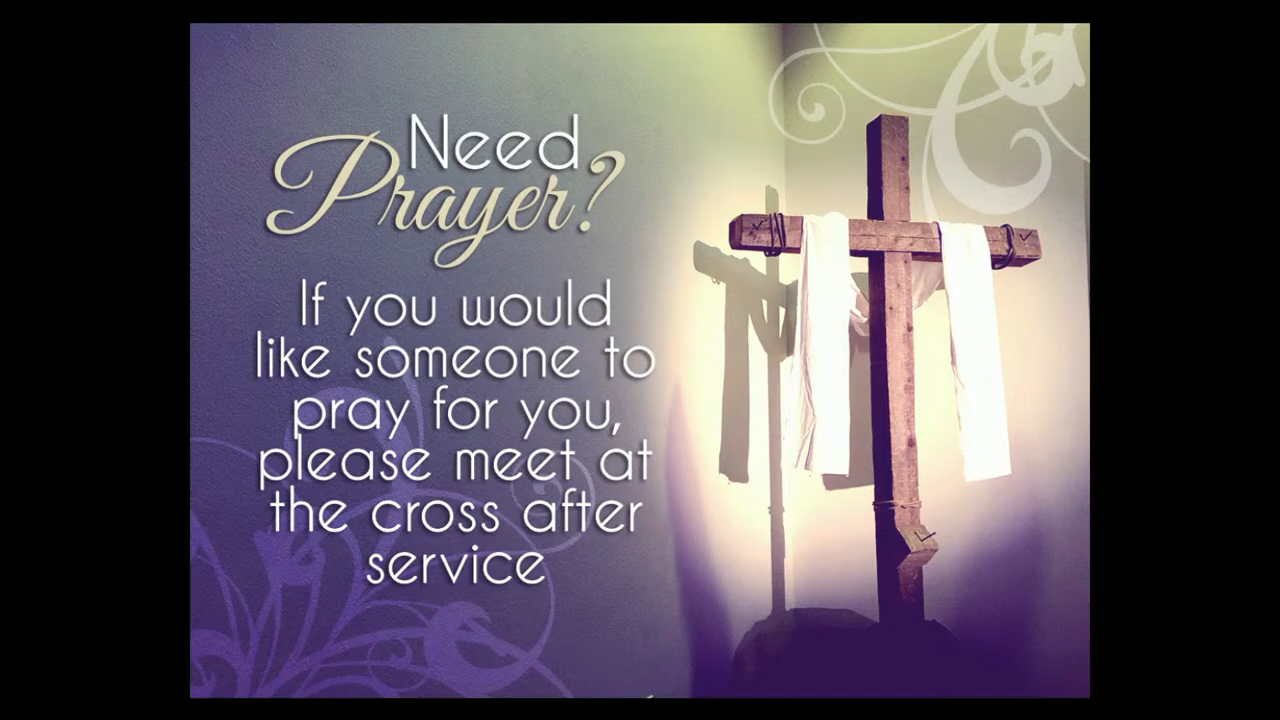 Need
Prayer?
If you would
like someone to
pray for you,
please meet at
the cross after
service